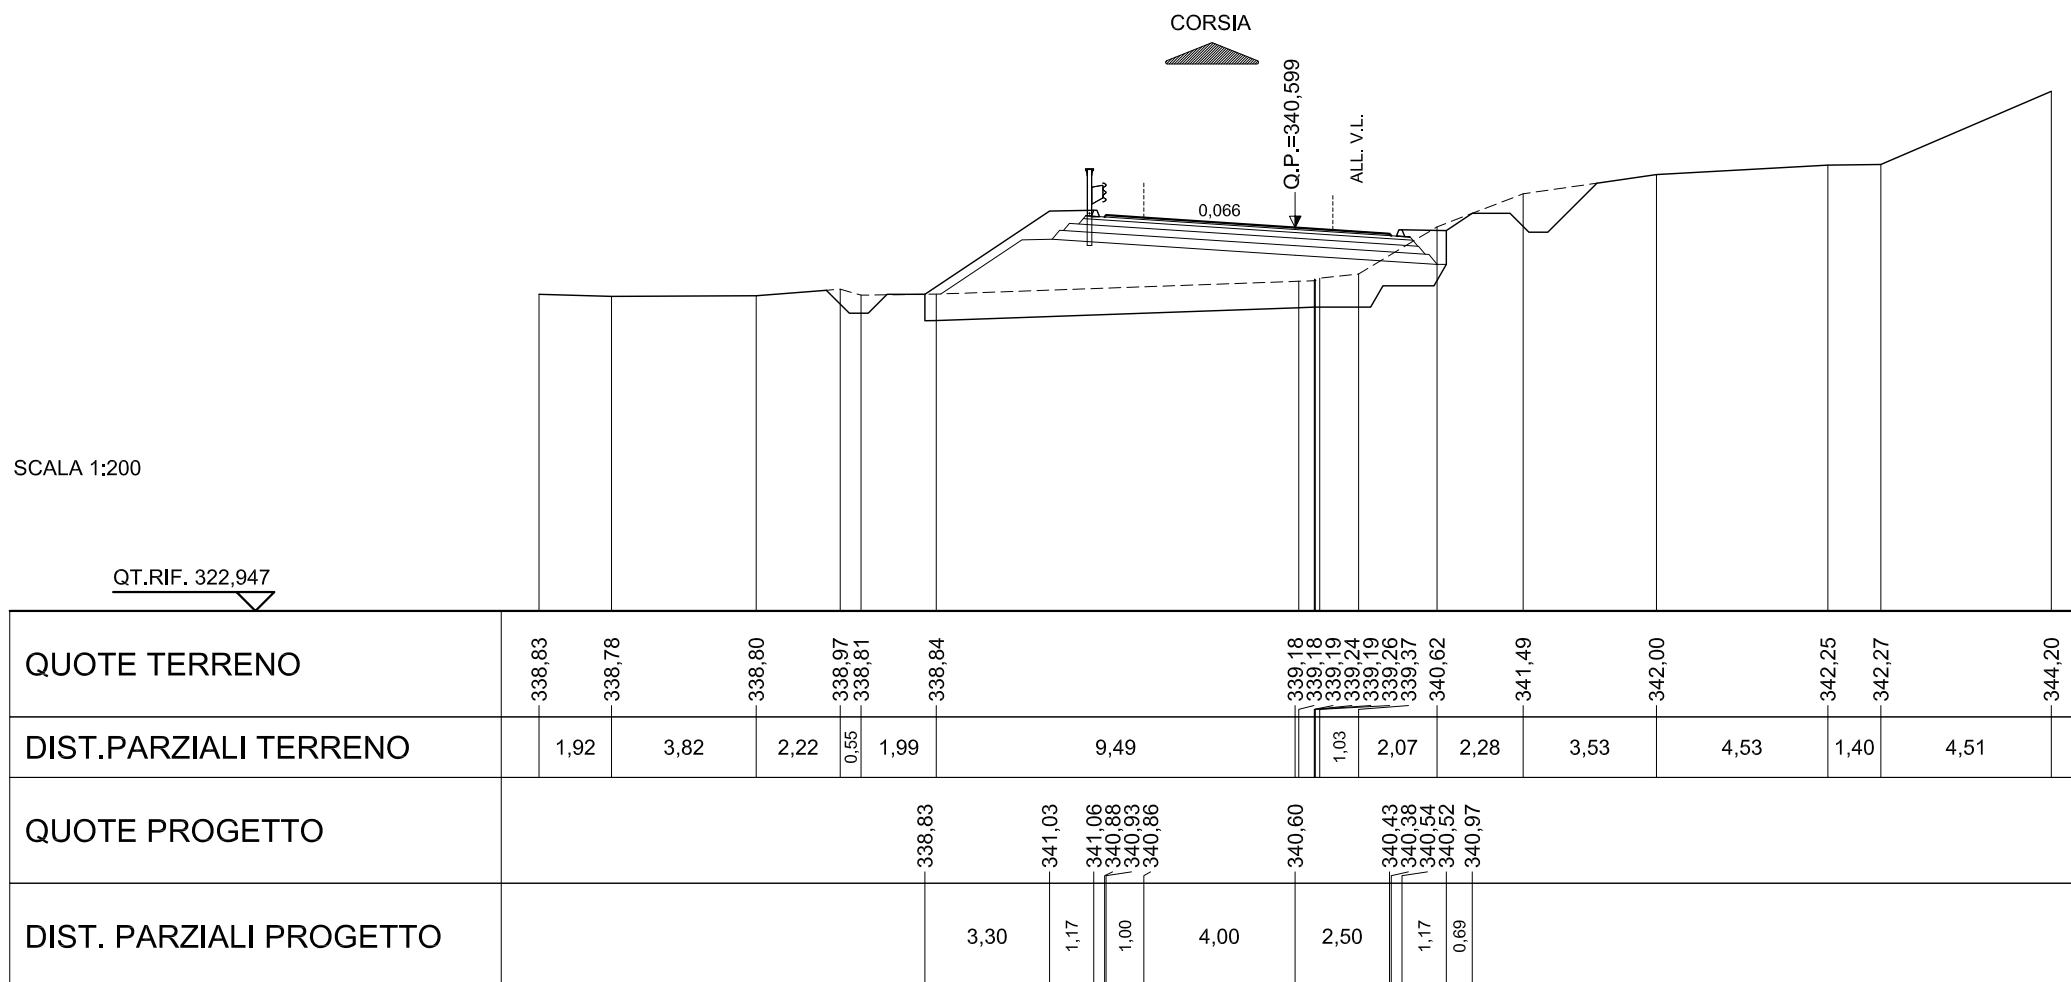 CORSIA
Q.P.=340,599
ALL. V.L.
0,066
SCALA 1:200
QT.RIF. 322,947
QUOTE TERRENO
338,83 338,78 338,80 338,97 338,81 338,84 339,18 339,18 339,19 339,24 339,19 339,26 339,37 340,62 341,49 342,00 342,25 342,27 344,20
DIST.PARZIALI TERRENO
1,92 3,82 2,22 0,55 1,99 9,49 1,03 2,07 2,28 3,53 4,53 1,40 4,51
QUOTE PROGETTO
338,83 341,03 341,06 340,88 340,93 340,86 340,60 340,43 340,38 340,54 340,52 340,97
DIST. PARZIALI PROGETTO
3,30 1,17 1,00 4,00 2,50 1,17 0,69